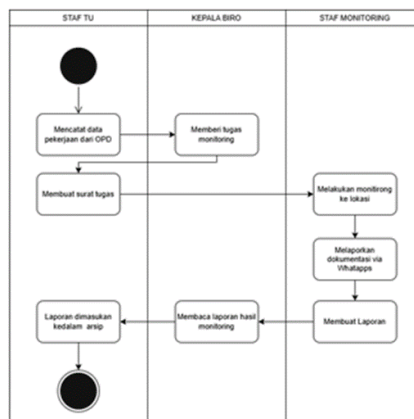 STAF TU
KEPALA BIRO
STAF MONITORING
Mencatat data
pekerjaan dari OPD
Memberi tugas
monitoring
Membuat surat tugas
Melakukan monitirong
ke lokasi
Melaporkan
dokumentasi via
Whatapps
Membuat Laporan
Membaca laporan hasil
monitoring
Laporan dimasukan
kedalam arsip